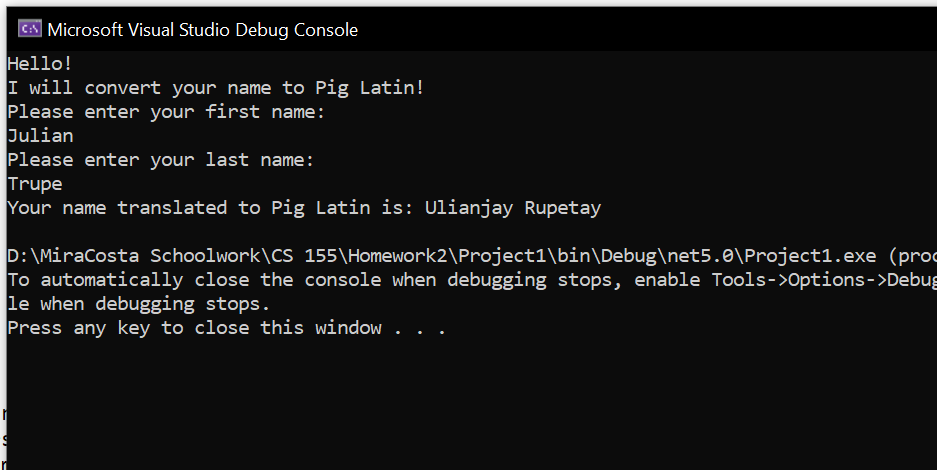 Microsoft Visual Studio Debug Console
Hello!
I will convert your name to Pig Latin!
Please enter your first name:
Julian
Please enter your last name:
Trupe
Your name translated to Pig Latin is: Ulianjay Rupetay
D:\MiraCosta Schoolwork\CS 155\Homework2\Project1\bin\Debug\net5.0\Project1.exe (proc
To automatically close the console when debugging stops, enable Tools->Options->Debug
le when debugging stops.
Press any key to close this window . . .